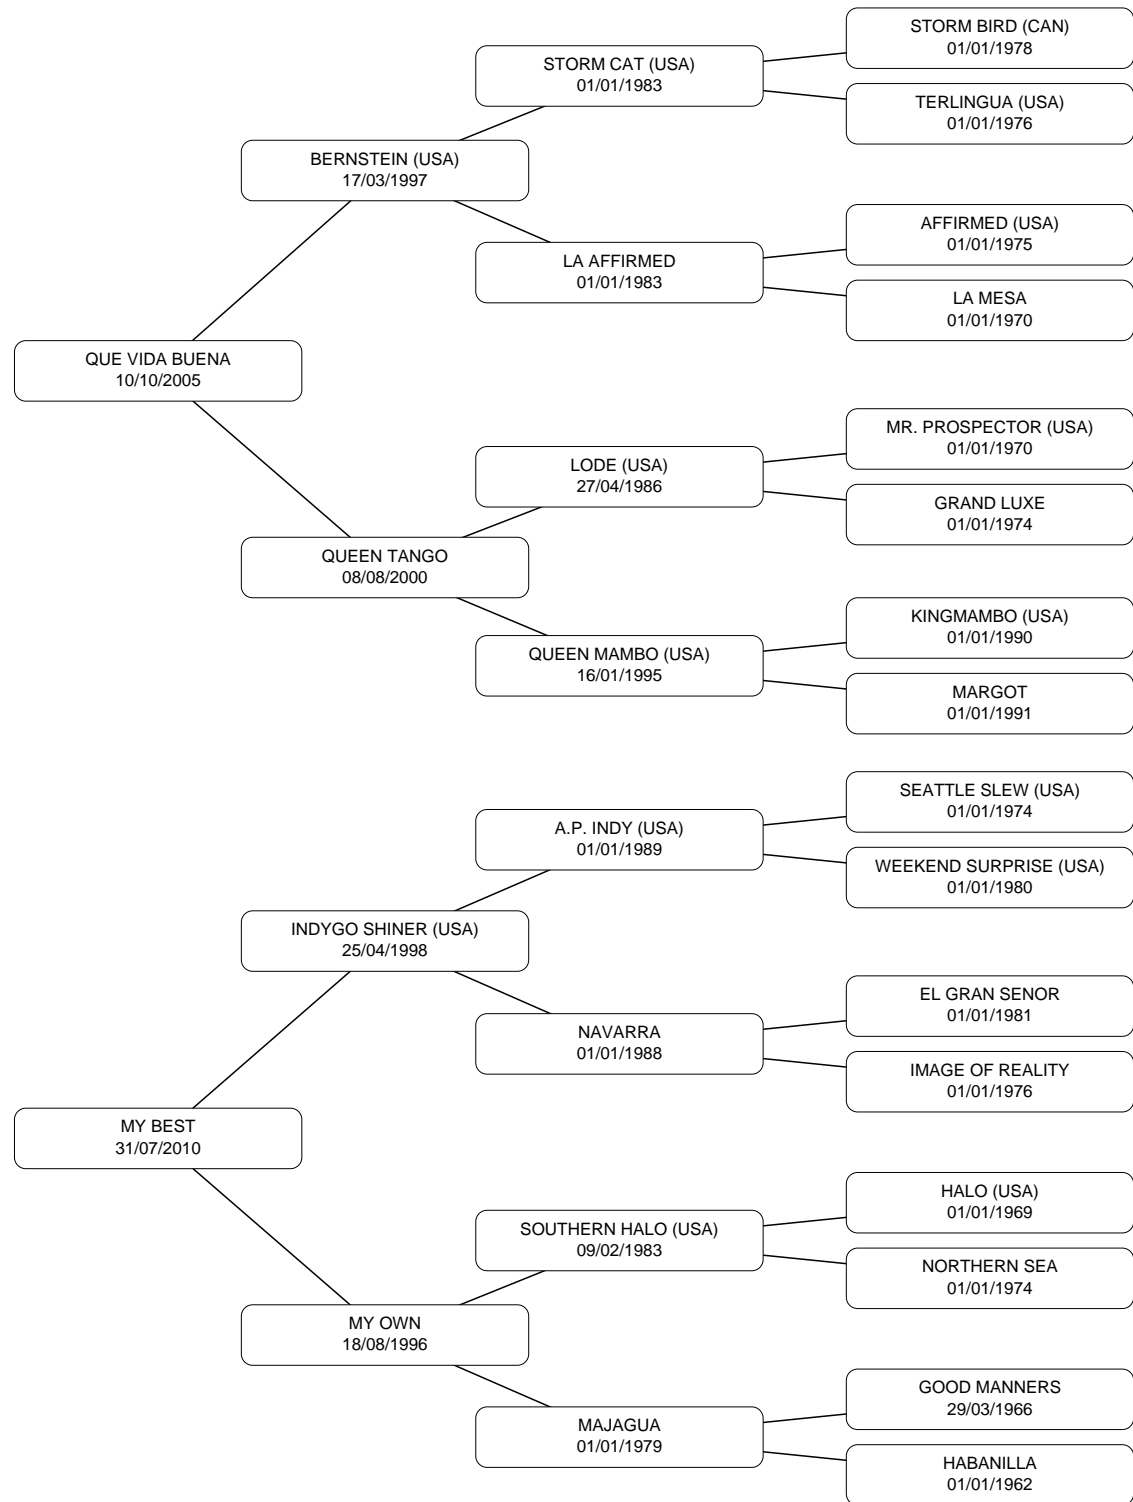 STORM BIRD (CAN)
01/01/1978
STORM CAT (USA)
01/01/1983
TERLINGUA (USA)
01/01/1976
BERNSTEIN (USA)
17/03/1997
AFFIRMED (USA)
01/01/1975
LA AFFIRMED
01/01/1983
LA MESA
01/01/1970
QUE VIDA BUENA
10/10/2005
MR. PROSPECTOR (USA)
01/01/1970
LODE (USA)
27/04/1986
GRAND LUXE
01/01/1974
QUEEN TANGO
08/08/2000
KINGMAMBO (USA)
01/01/1990
QUEEN MAMBO (USA)
16/01/1995
MARGOT
01/01/1991
SEATTLE SLEW (USA)
01/01/1974
A.P. INDY (USA)
01/01/1989
WEEKEND SURPRISE (USA)
01/01/1980
INDYGO SHINER (USA)
25/04/1998
EL GRAN SENOR
01/01/1981
NAVARRA
01/01/1988
IMAGE OF REALITY
01/01/1976
MY BEST
31/07/2010
HALO (USA)
01/01/1969
SOUTHERN HALO (USA)
09/02/1983
NORTHERN SEA
01/01/1974
MY OWN
18/08/1996
GOOD MANNERS
29/03/1966
MAJAGUA
01/01/1979
HABANILLA
01/01/1962